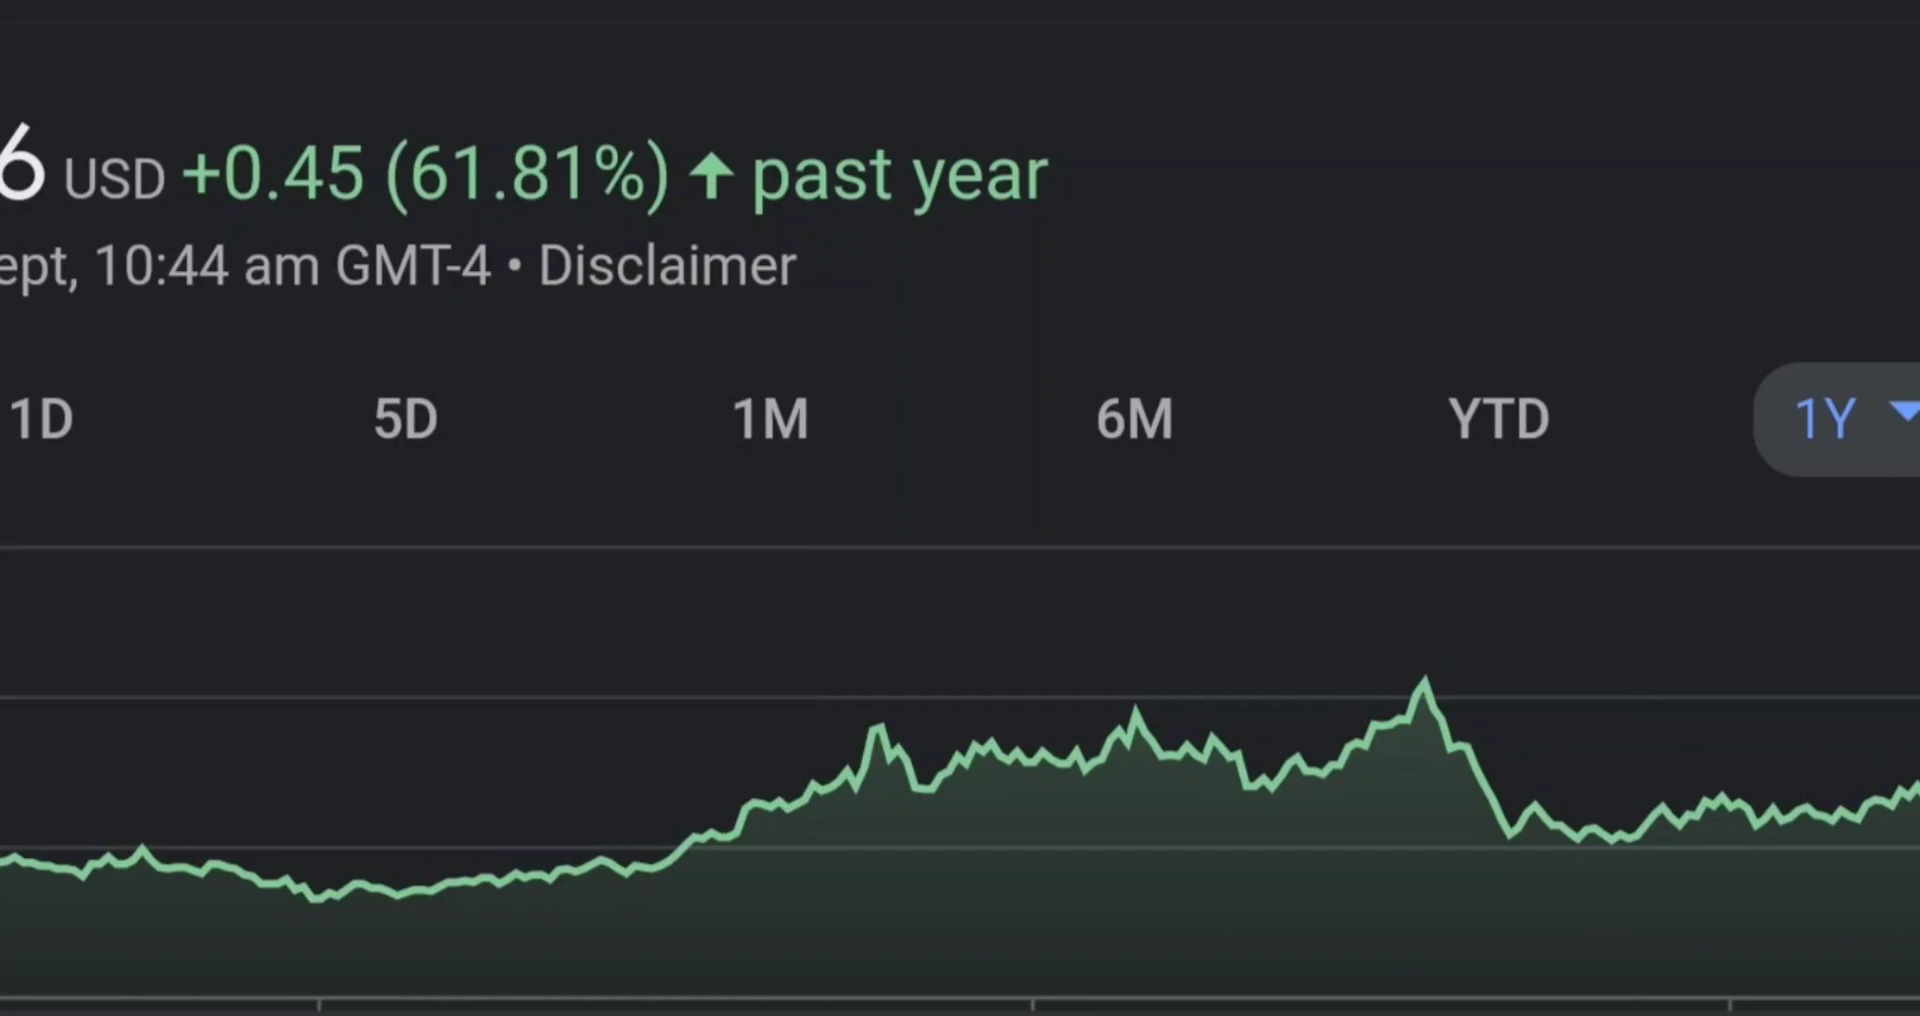 6 USD +0.45 (61.81%) ↑ past year
ept, 10:44 am GMT-4 • Disclaimer
1D 5D 1M 6M YTD 1Y